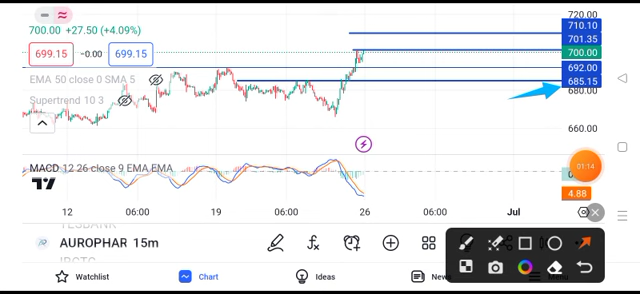 720.00
710.10
700.00 +27.50 (+4.09%)
701.35
700.00
699.15 -0.00 699.15
692.00
EMA 50 close 0 SMA 5
685.15
680.00
Supertrend 10 3
660.00
MACD 12 26 close 9 EMA EMA
01:14
4.88
12 06:00 19 06:00 26 06:00 Jul
AUROPHAR 15m
Watchlist Chart Ideas News